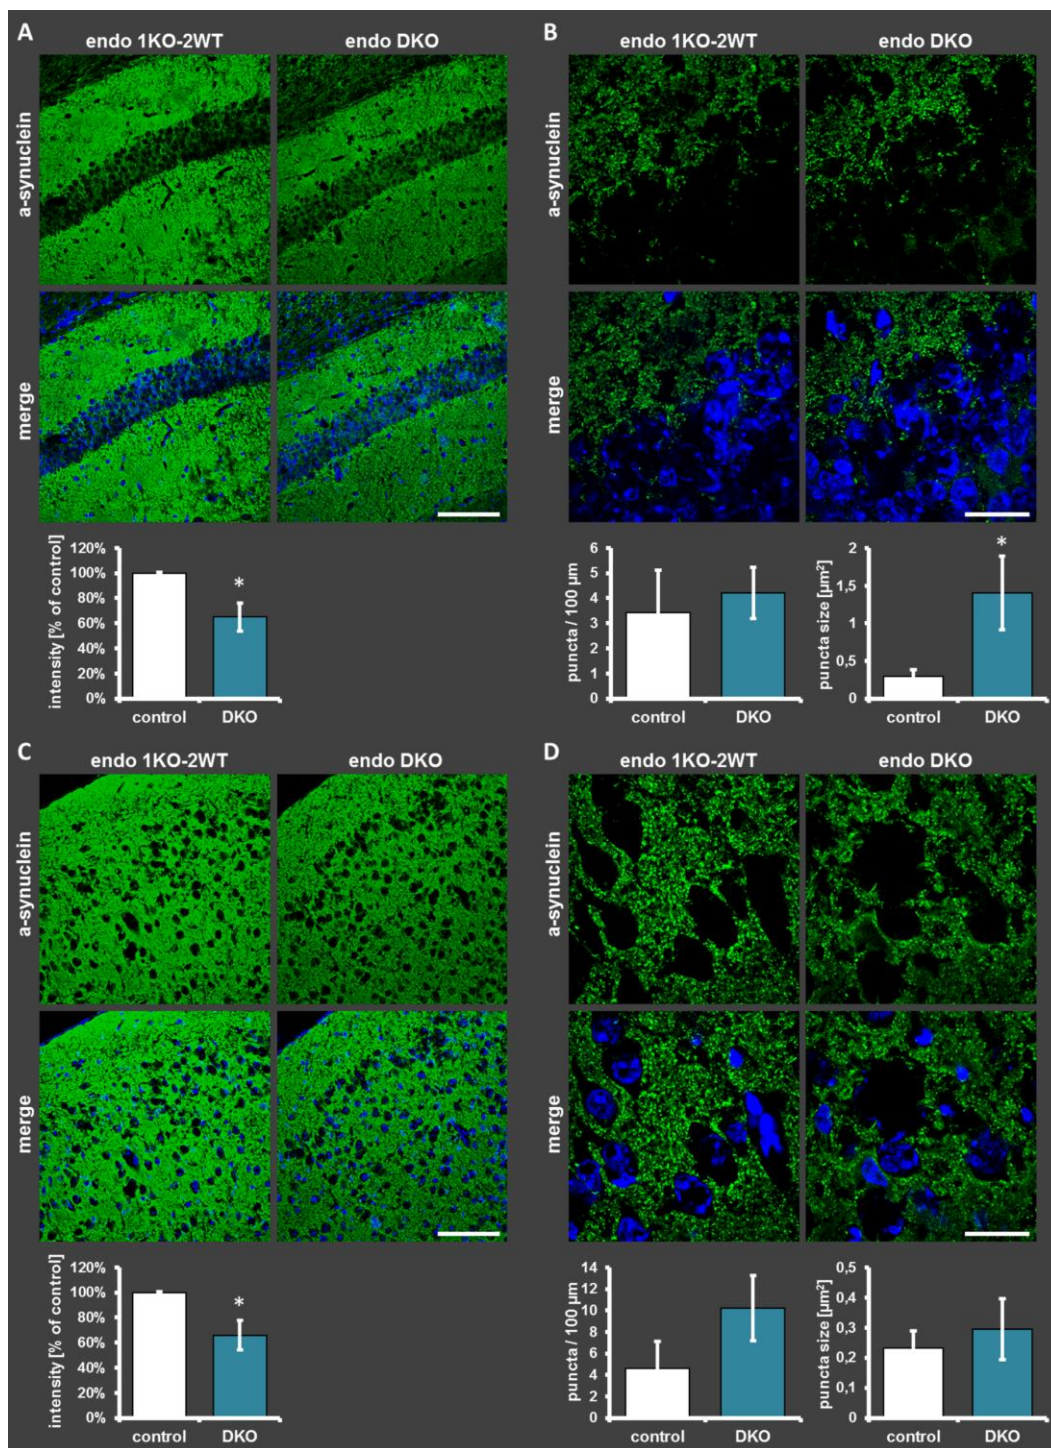 A
endo 1KO-2WT
endo DKO
a-synuclein
merge
intensity [% of control]
120%
100%
80%
60%
40%
20%
0%
*
control
DKO
B
endo 1KO-2WT
endo DKO
a-synuclein
merge
puncta / 100 µm
6
5
4
3
2
1
0
control
DKO
puncta size [µm²]
2
1,5
1
0,5
0
*
control
DKO
C
endo 1KO-2WT
endo DKO
a-synuclein
merge
intensity [% of control]
120%
100%
80%
60%
40%
20%
0%
*
control
DKO
D
endo 1KO-2WT
endo DKO
a-synuclein
merge
puncta / 100 µm
14
12
10
8
6
4
2
0
control
DKO
puncta size [µm²]
0,5
0,4
0,3
0,2
0,1
0
control
DKO